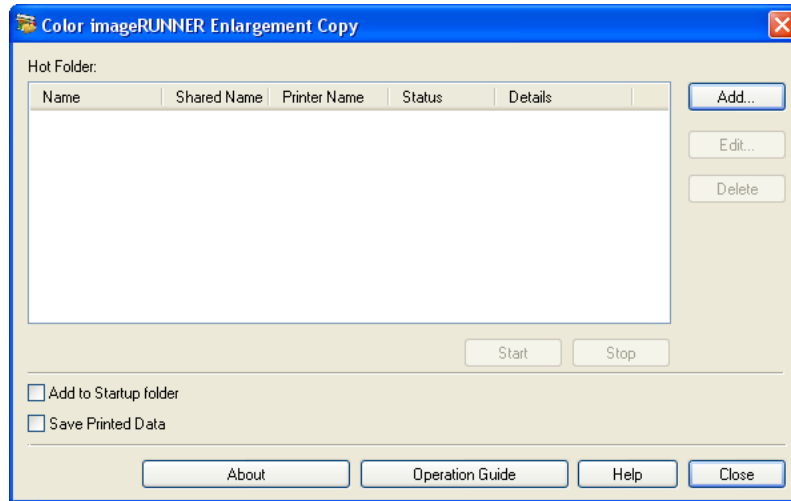 Color imageRUNNER Enlargement Copy
Hot Folder:
Name Shared Name Printer Name Status Details
Add...
Edit...
Delete
Start Stop
Add to Startup folder
Save Printed Data
About Operation Guide Help Close